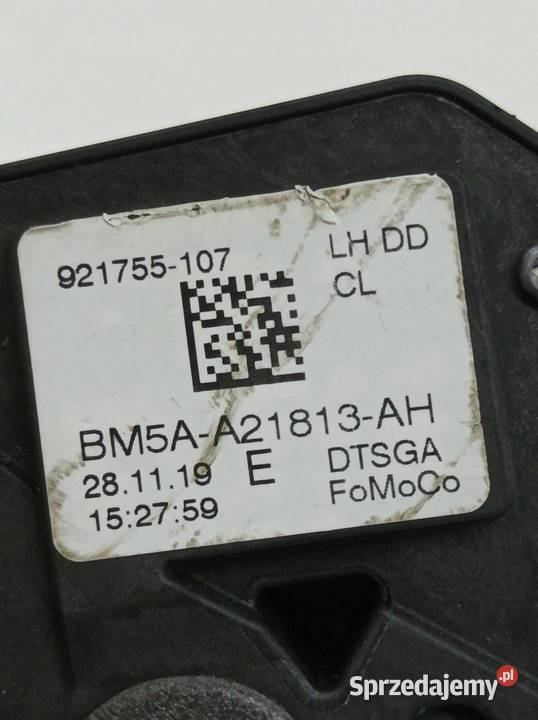 921755-107
LH DD
CL
BM5A-A21813-AH
28.11.19 E DTSGA
15:27:59 FoMoCo
Sprzedajemy.pl